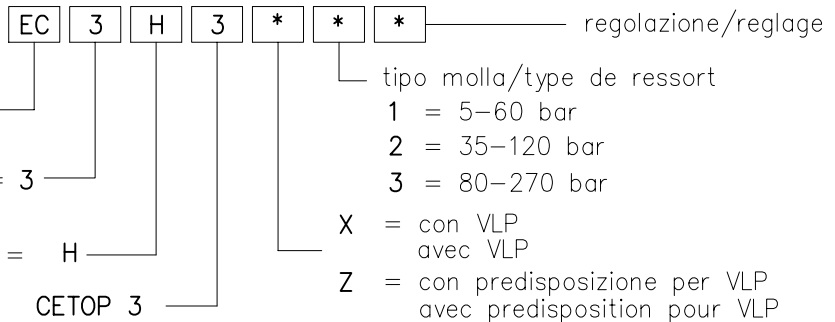 EC 3 H 3 * * * regolazione/reglage
tipo molla/type de ressort
1 = 5-60 bar
2 = 35-120 bar
3 = 80-270 bar
= 3
X = con VLP
avec VLP
= H
Z = con predisposizione per VLP
avec predisposition pour VLP
CETOP 3